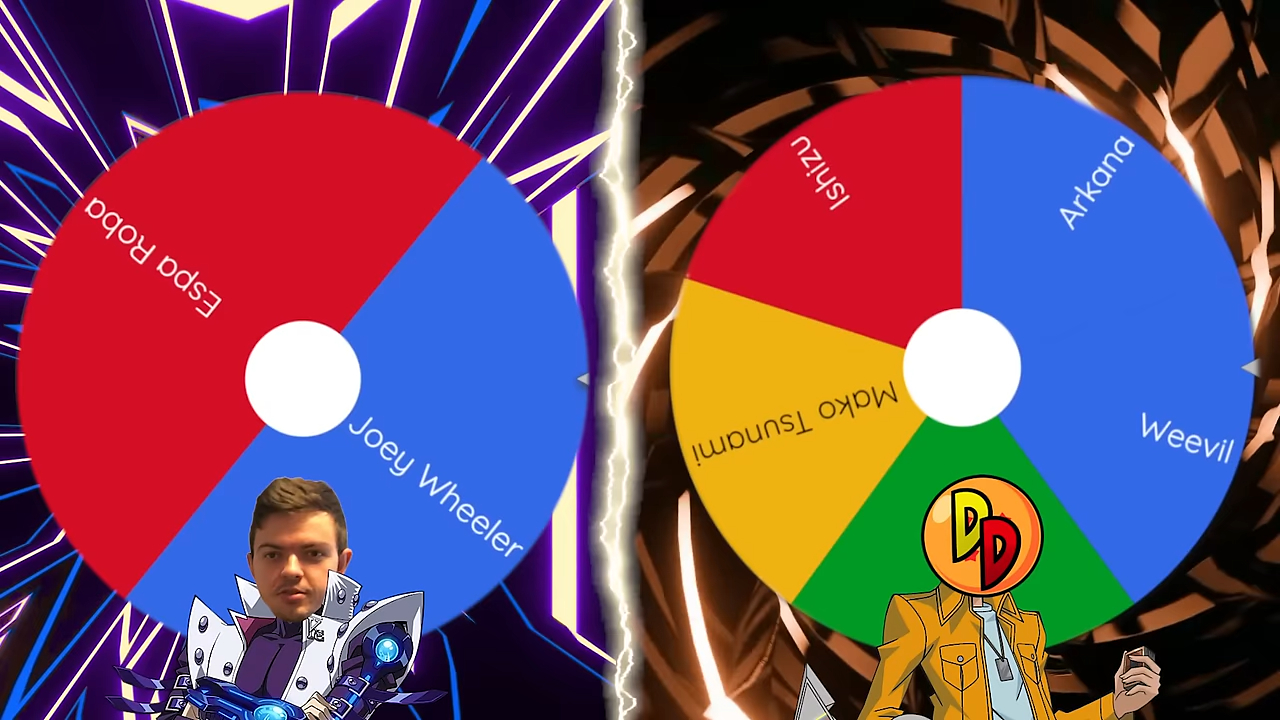 Espa Roba
Joey Wheeler
Ishizu
Arkana
Mako Tsunami
Weevil
DD